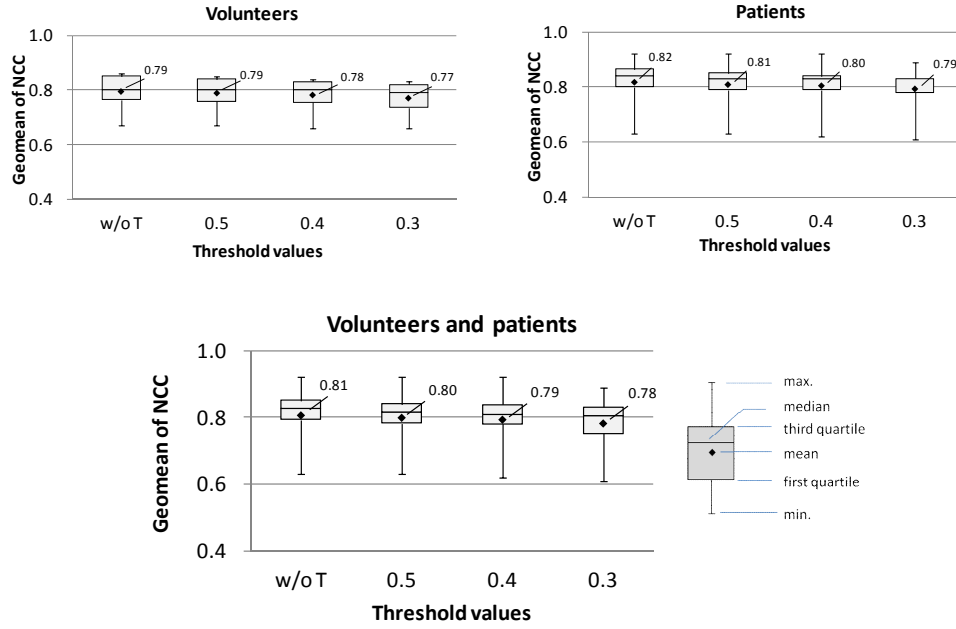 Volunteers
Geomean of NCC
1.0
0.8
0.6
0.4
0.79
0.79
0.78
0.77
w/o T 0.5 0.4 0.3
Threshold values
Patients
Geomean of NCC
1.0
0.8
0.6
0.4
0.82
0.81
0.80
0.79
w/o T 0.5 0.4 0.3
Threshold values
Volunteers and patients
Geomean of NCC
1.0
0.8
0.6
0.4
0.81
0.80
0.79
0.78
w/o T 0.5 0.4 0.3
Threshold values
max.
median
third quartile
mean
first quartile
min.